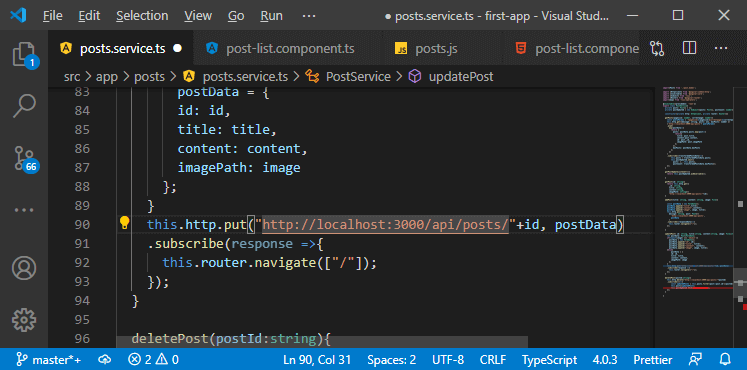 File Edit Selection View Go Run ... ● posts.service.ts - first-app - Visual Stud...
posts.service.ts ● post-list.component.ts JS posts.js post-list.compone
src > app > posts > posts.service.ts > PostService > updatePost
83 postData = {
84 id: id,
85 title: title,
86 content: content,
87 imagePath: image
88 };
89 }
90 this.http.put("http://localhost:3000/api/posts/"+id, postData)
91 .subscribe(response =>{
92 this.router.navigate(["/"]);
93 });
94 }
95
96 deletePost(postId:string){
1
66
master*+ 2 0 Ln 90, Col 31 Spaces: 2 UTF-8 CRLF TypeScript 4.0.3 Prettier